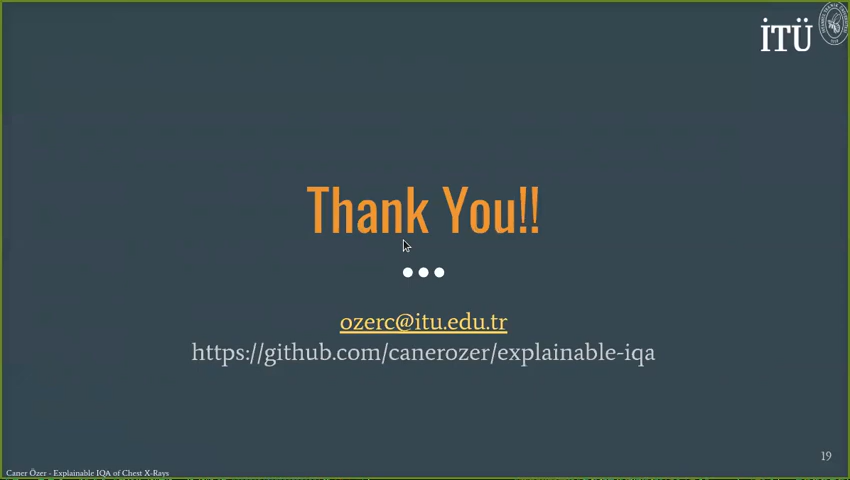 İTÜ
Thank You!!
ozerc@itu.edu.tr
https://github.com/canerozer/explainable-iqa
19
Caner Özer - Explainable IQA of Chest X-Rays